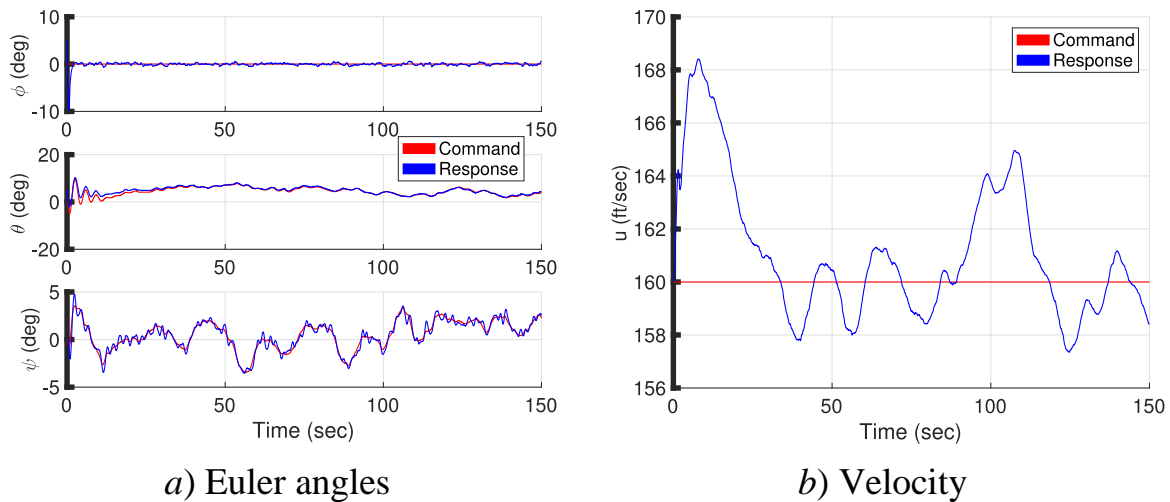 10
0
-10
ϕ (deg)
0
50
100
150
20
0
-20
θ (deg)
Command
Response
0
50
100
150
5
0
-5
ψ (deg)
0
50
100
150
Time (sec)
a) Euler angles
170
168
166
164
162
160
158
156
u (ft/sec)
Command
Response
0
50
100
150
Time (sec)
b) Velocity